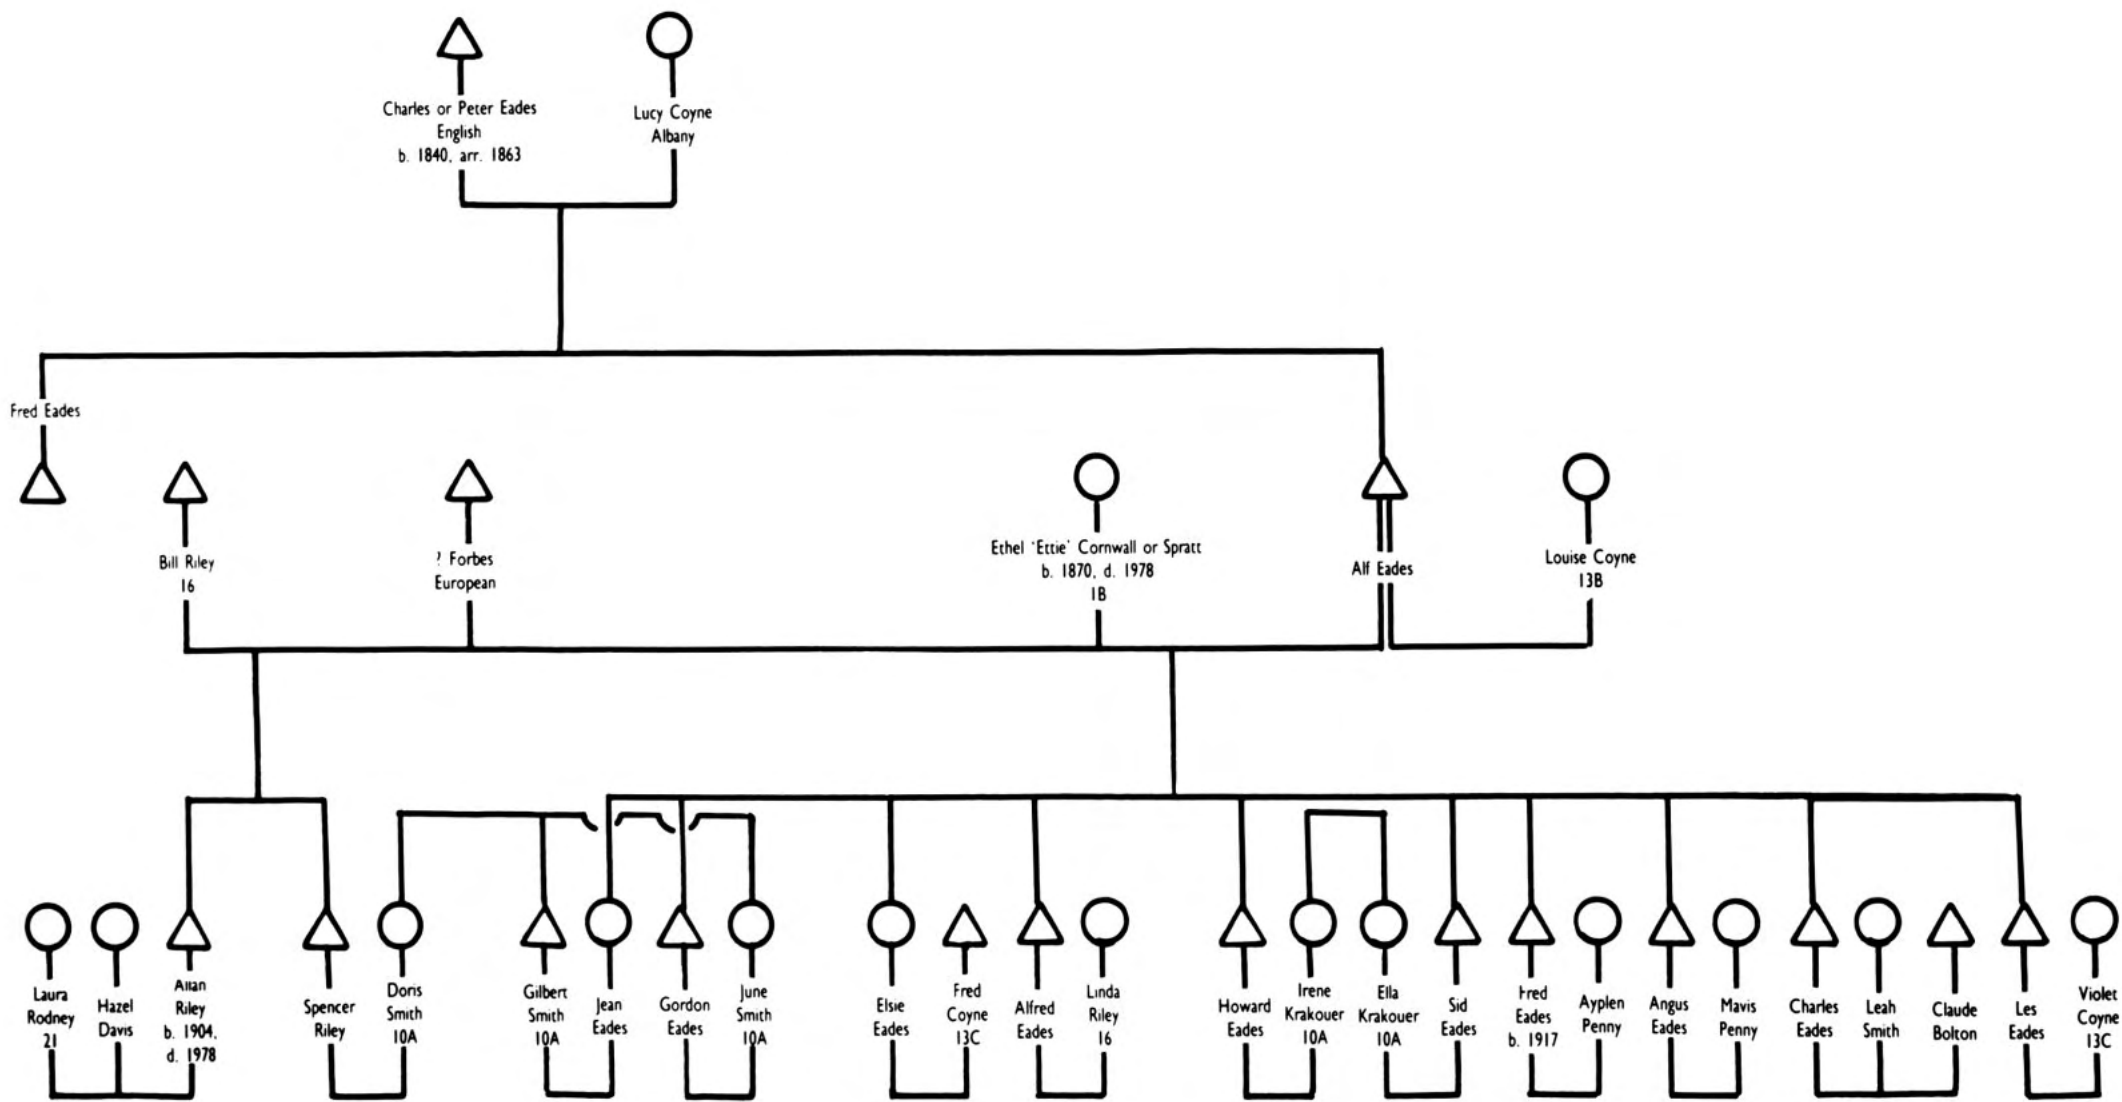 Charles or Peter Eades
English
b. 1840, arr. 1863
Lucy Coyne
Albany
Fred Eades
Bill Riley
16
? Forbes
European
Ethel 'Ettie' Cornwall or Spratt
b. 1870, d. 1978
1B
Alf Eades
Louise Coyne
13B
Laura
Rodney
21
Hazel
Davis
Allan
Riley
b. 1904,
d. 1978
Spencer
Riley
Doris
Smith
10A
Gilbert
Smith
10A
Jean
Eades
Gordon
Eades
June
Smith
10A
Elsie
Eades
Fred
Coyne
13C
Alfred
Eades
Linda
Riley
16
Howard
Eades
Irene
Krakouer
10A
Ella
Krakouer
10A
Sid
Eades
Fred
Eades
b. 1917
Ayplen
Penny
Angus
Eades
Mavis
Penny
Charles
Eades
Leah
Smith
Claude
Bolton
Les
Eades
Violet
Coyne
13C